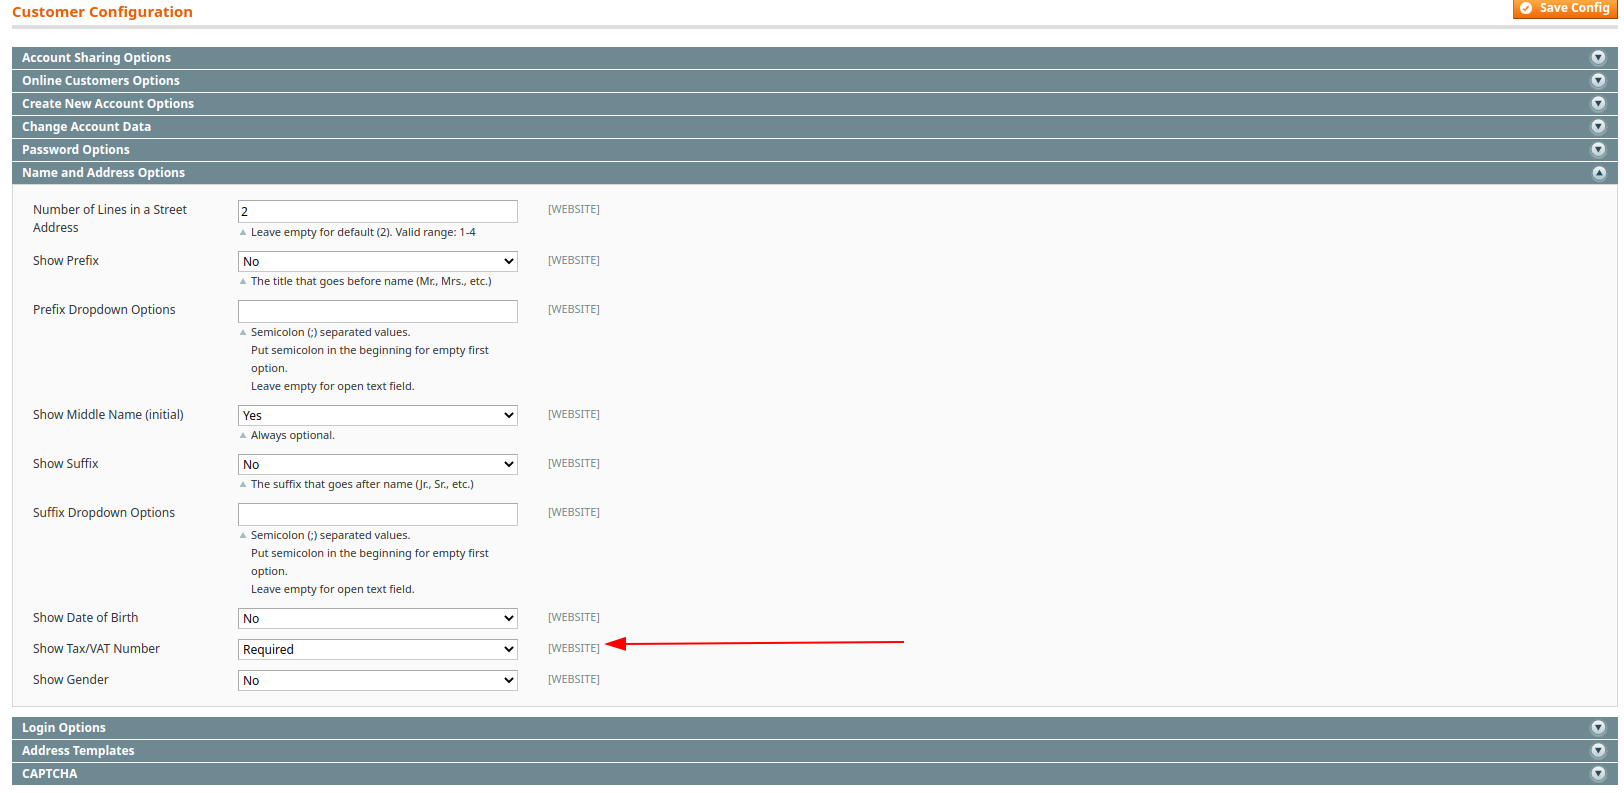 Customer Configuration
Save Config
Account Sharing Options
Online Customers Options
Create New Account Options
Change Account Data
Password Options
Name and Address Options
Number of Lines in a Street
Address
2
[WEBSITE]
Leave empty for default (2). Valid range: 1-4
Show Prefix
No
[WEBSITE]
The title that goes before name (Mr., Mrs., etc.)
Prefix Dropdown Options
[WEBSITE]
Semicolon (;) separated values.
Put semicolon in the beginning for empty first
option.
Leave empty for open text field.
Show Middle Name (initial)
Yes
[WEBSITE]
Always optional.
Show Suffix
No
[WEBSITE]
The suffix that goes after name (Jr., Sr., etc.)
Suffix Dropdown Options
[WEBSITE]
Semicolon (;) separated values.
Put semicolon in the beginning for empty first
option.
Leave empty for open text field.
Show Date of Birth
No
[WEBSITE]
Show Tax/VAT Number
Required
[WEBSITE]
Show Gender
No
[WEBSITE]
Login Options
Address Templates
CAPTCHA